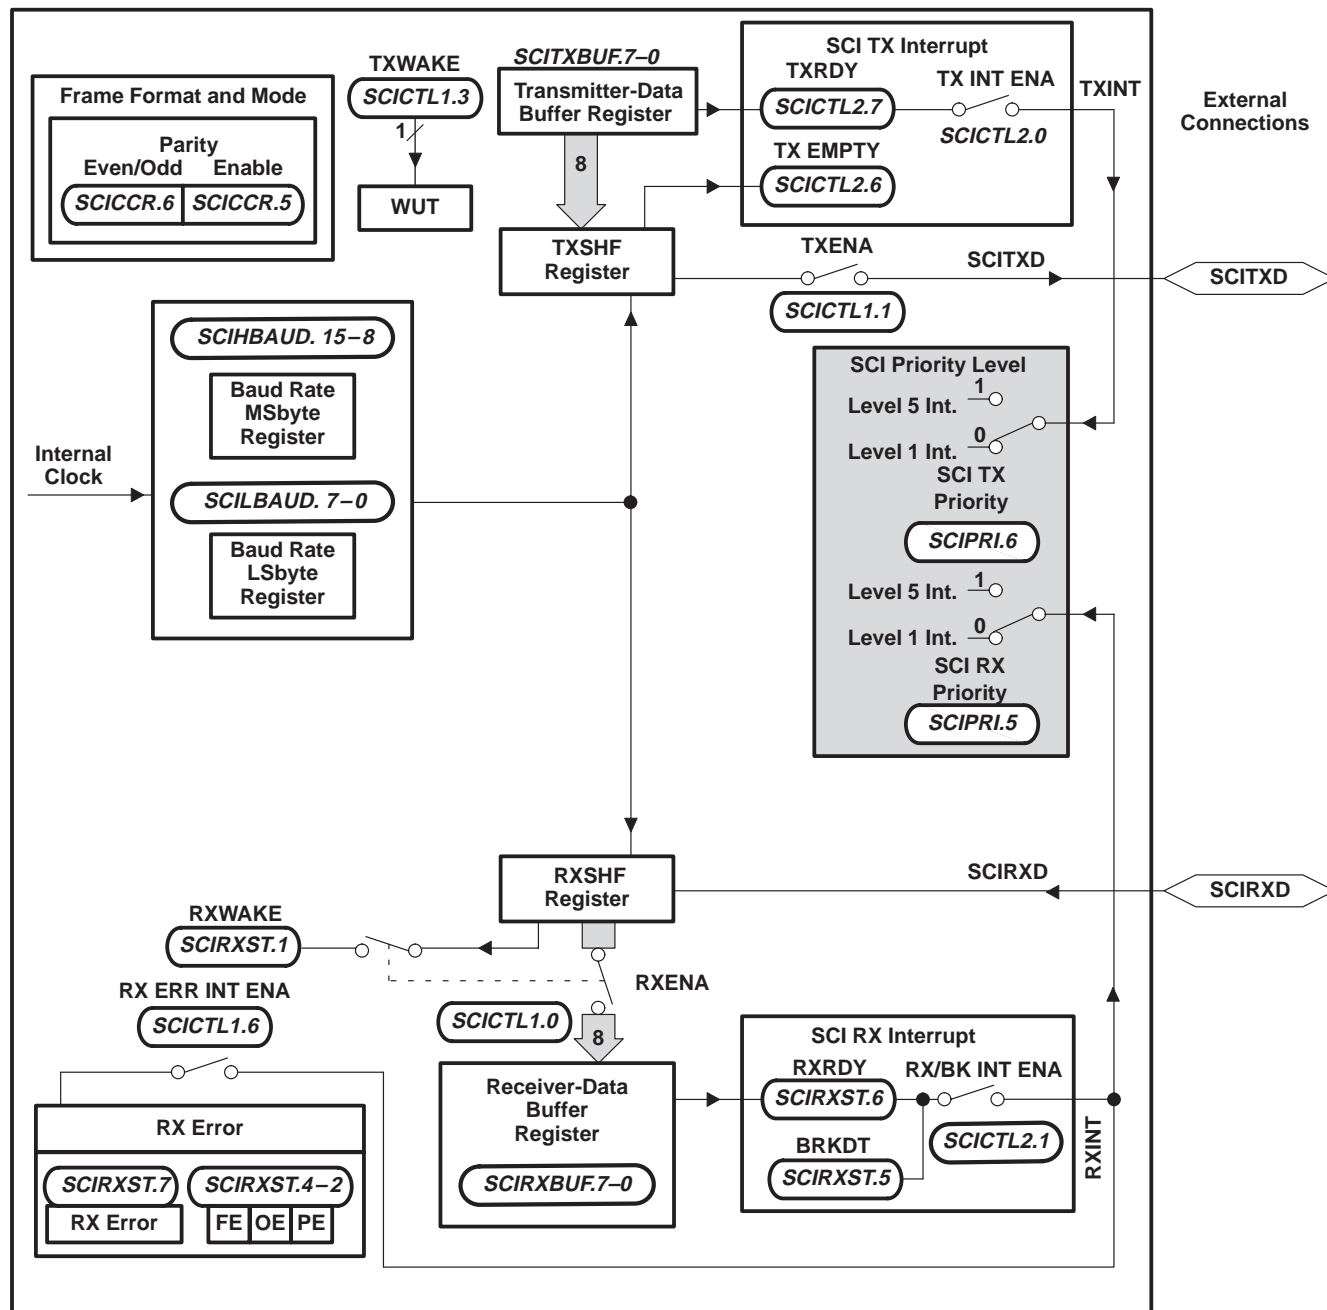 SCI TX Interrupt
TXWAKE
SCITXBUF.7–0
TXRDY
TX INT ENA
TXINT
Frame Format and Mode
SCICTL1.3
Transmitter-Data
Buffer Register
SCICTL2.7
SCICTL2.0
External
Connections
Parity
Even/Odd Enable
SCICCR.6 SCICCR.5
1
WUT
8
TX EMPTY
SCICTL2.6
TXSHF
Register
TXENA
SCICTL1.1
SCITXD
SCITXD
SCIHBAUD. 15–8
Baud Rate
MSbyte
Register
Internal
Clock
SCILBAUD. 7–0
Baud Rate
LSbyte
Register
SCI Priority Level
Level 5 Int. 1
Level 1 Int. 0
SCI TX
Priority
SCIPRI.6
Level 5 Int. 1
Level 1 Int. 0
SCI RX
Priority
SCIPRI.5
RXSHF
Register
SCIRXD
SCIRXD
RXWAKE
SCIRXST.1
RXENA
RX ERR INT ENA
SCICTL1.6
SCICTL1.0
8
SCI RX Interrupt
RXRDY
RX/BK INT ENA
SCIRXST.6
SCICTL2.1
BRKDT
SCIRXST.5
RXINT
Receiver-Data
Buffer
Register
SCIRXBUF.7–0
RX Error
SCIRXST.7 SCIRXST.4–2
RX Error FE OE PE